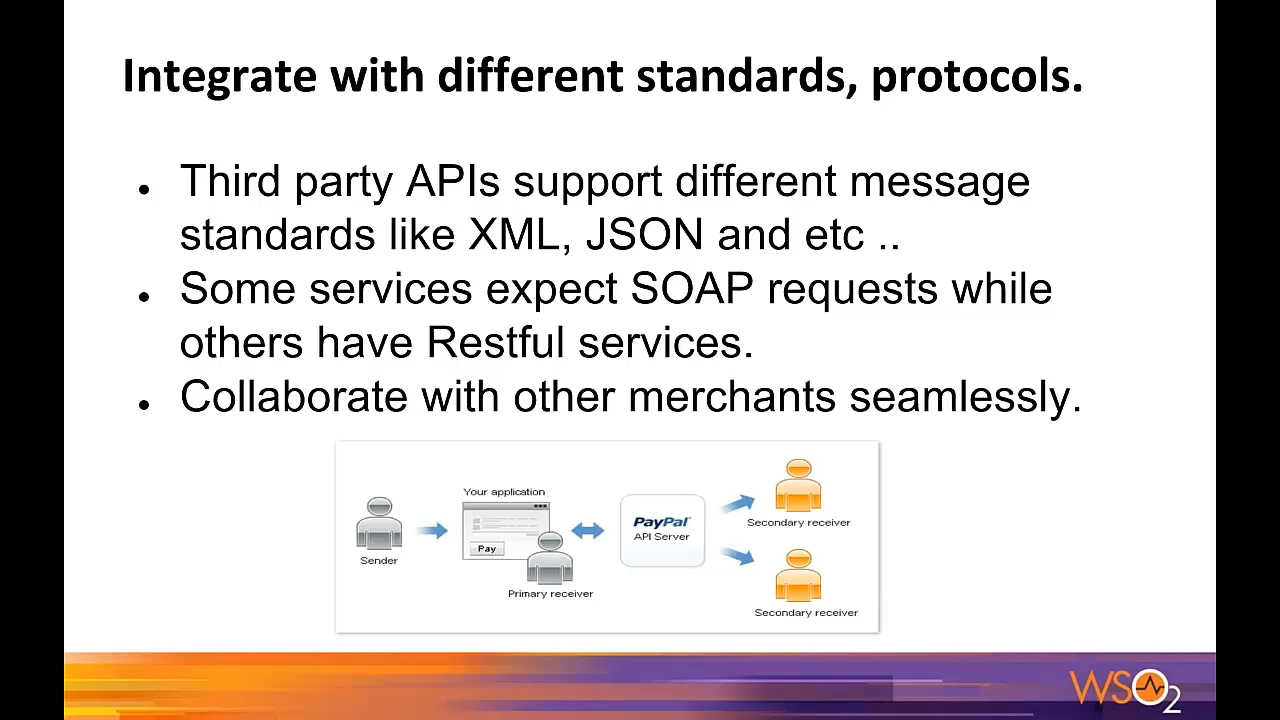 Integrate with different standards, protocols.
● Third party APIs support different message
standards like XML, JSON and etc ..
● Some services expect SOAP requests while
others have Restful services.
● Collaborate with other merchants seamlessly.
Your application
Pay
PayPal
API Server
Sender
Primary receiver
Secondary receiver
Secondary receiver
WSO2